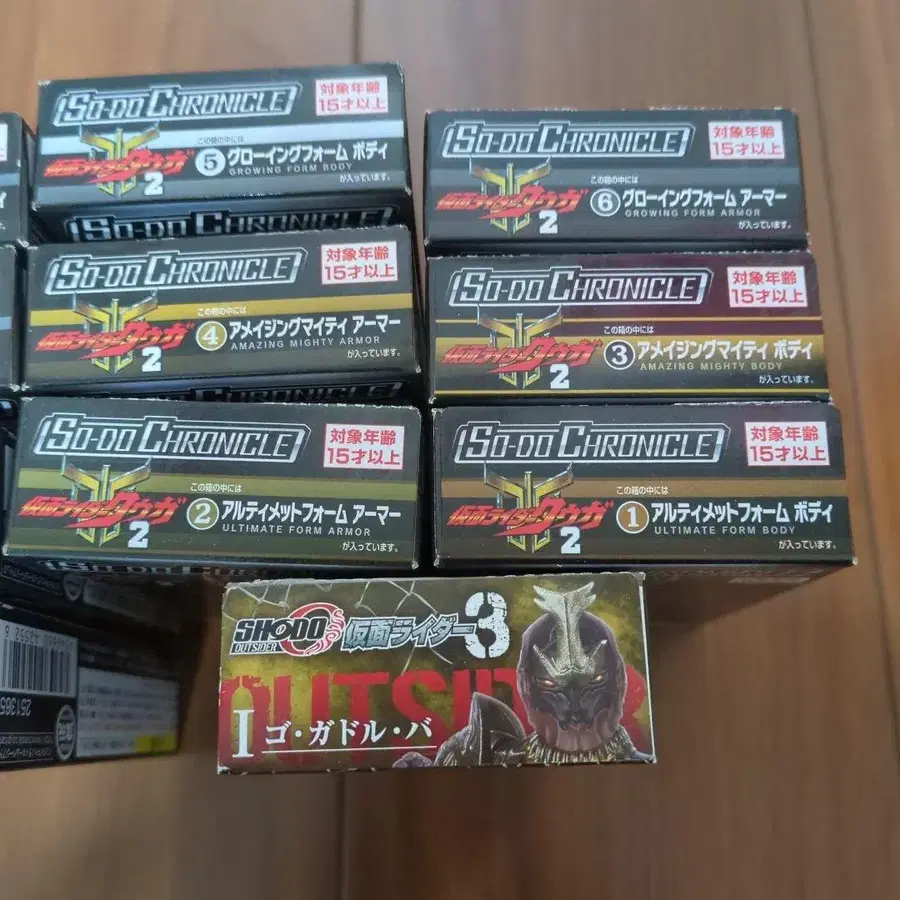 SO-DO CHRONICLE
対象年齢
15才以上
この箱の中には
仮面ライダークウガ
2
⑤ グローイングフォーム ボディ
GROWING FORM BODY
が入っています。
SO-DO CHRONICLE
SO-DO CHRONICLE
対象年齢
15才以上
この箱の中には
仮面ライダークウガ
2
⑥ グローイングフォーム アーマー
GROWING FORM ARMOR
が入っています。
SO-DO CHRONICLE
対象年齢
15才以上
この箱の中には
仮面ライダークウガ
2
④ アメイジングマイティ アーマー
AMAZING MIGHTY ARMOR
が入っています。
SO-DO CHRONICLE
SO-DO CHRONICLE
対象年齢
15才以上
この箱の中には
仮面ライダークウガ
2
③ アメイジングマイティ ボディ
AMAZING MIGHTY BODY
が入っています。
SO-DO CHRONICLE
対象年齢
15才以上
この箱の中には
仮面ライダークウガ
2
② アルティメットフォーム アーマー
ULTIMATE FORM ARMOR
が入っています。
SO-DO CHRONICLE
SO-DO CHRONICLE
対象年齢
15才以上
この箱の中には
仮面ライダークウガ
2
① アルティメットフォーム ボディ
ULTIMATE FORM BODY
が入っています。
SHODO
OUTSIDER
仮面ライダー3
OUTSIDER
I ゴ・ガドル・バ